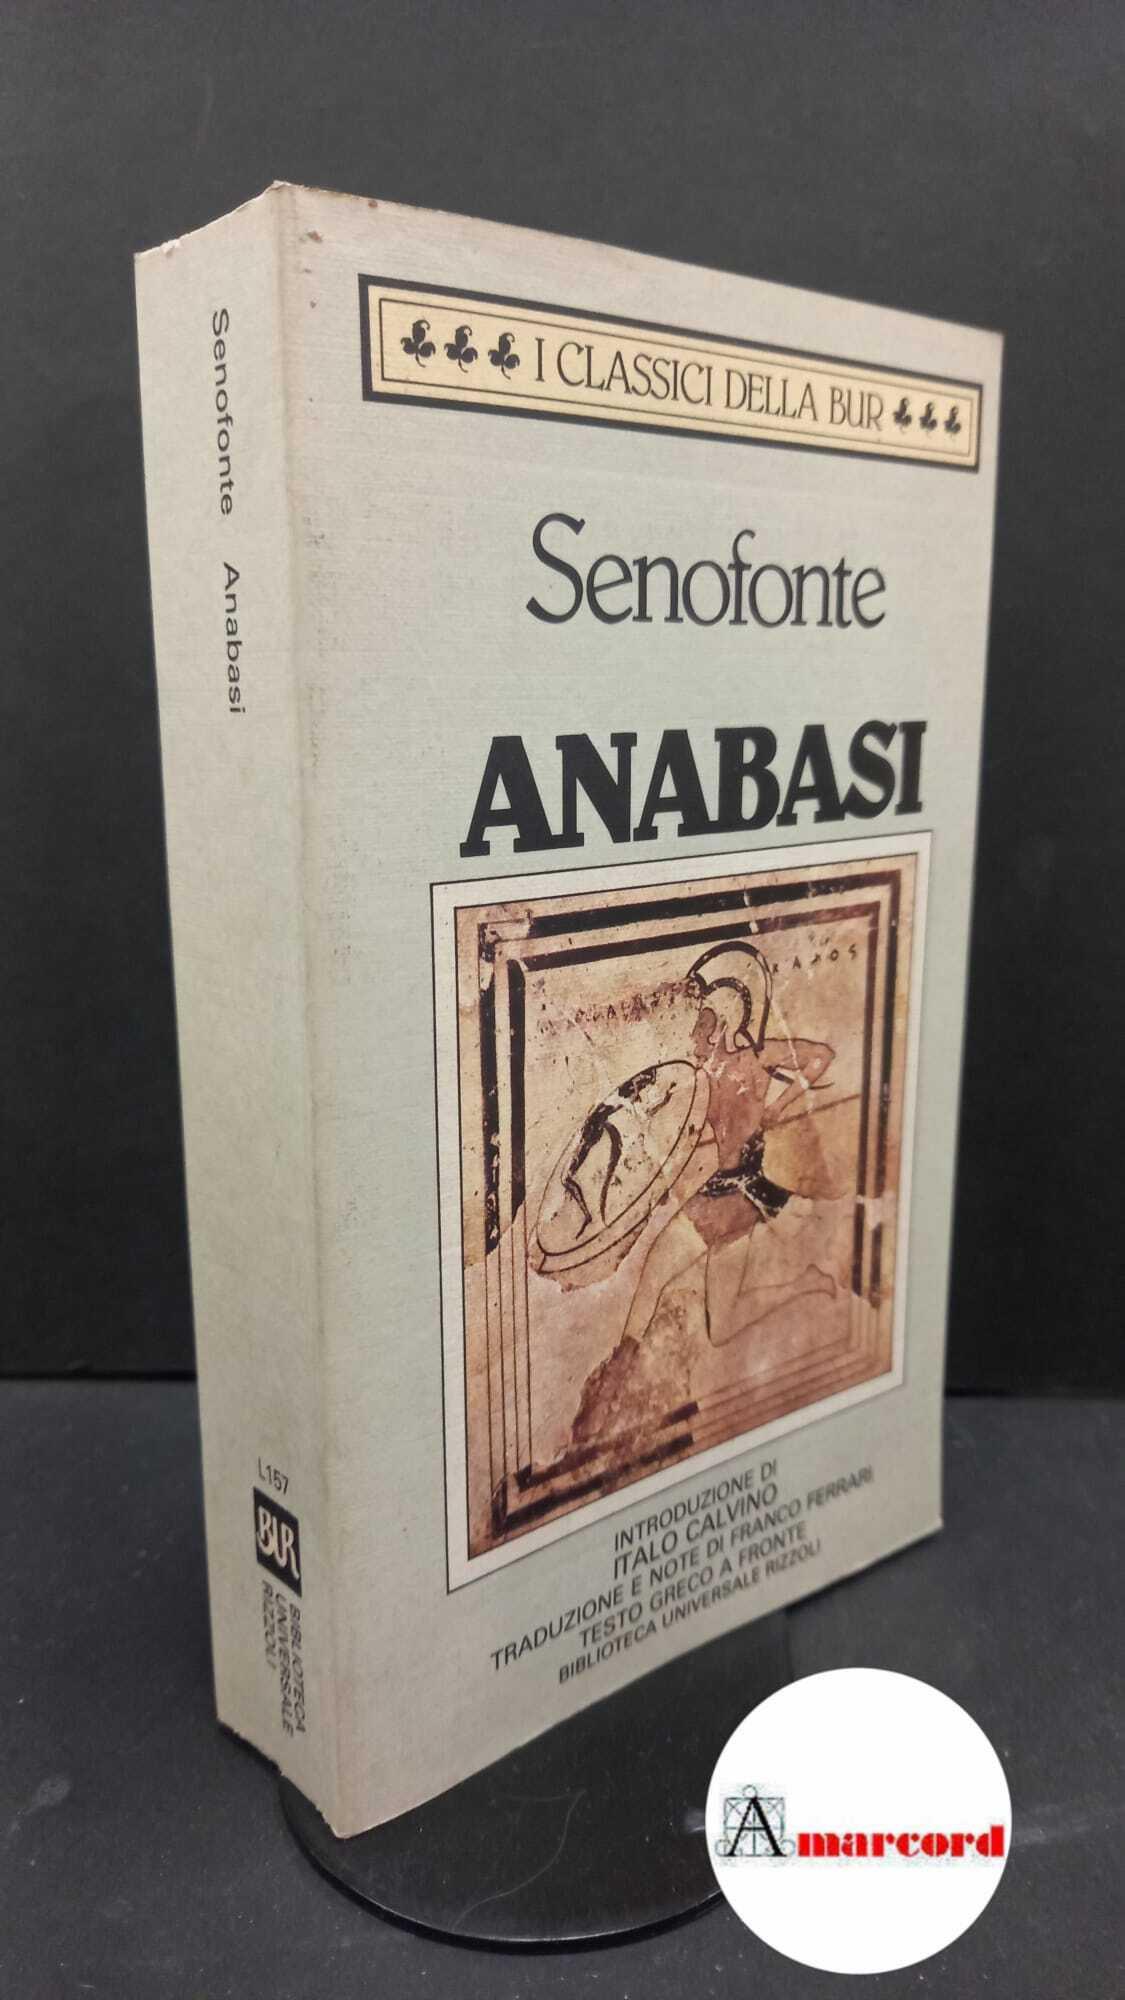 I CLASSICI DELLA BUR
Senofonte
ANABASI
KALOS
INTRODUZIONE DI
ITALO CALVINO
TRADUZIONE E NOTE DI FRANCO FERRARI
TESTO GRECO A FRONTE
BIBLIOTECA UNIVERSALE RIZZOLI
Senofonte Anabasi
L157
BUR
BIBLIOTECA
UNIVERSALE
RIZZOLI
Amarcord